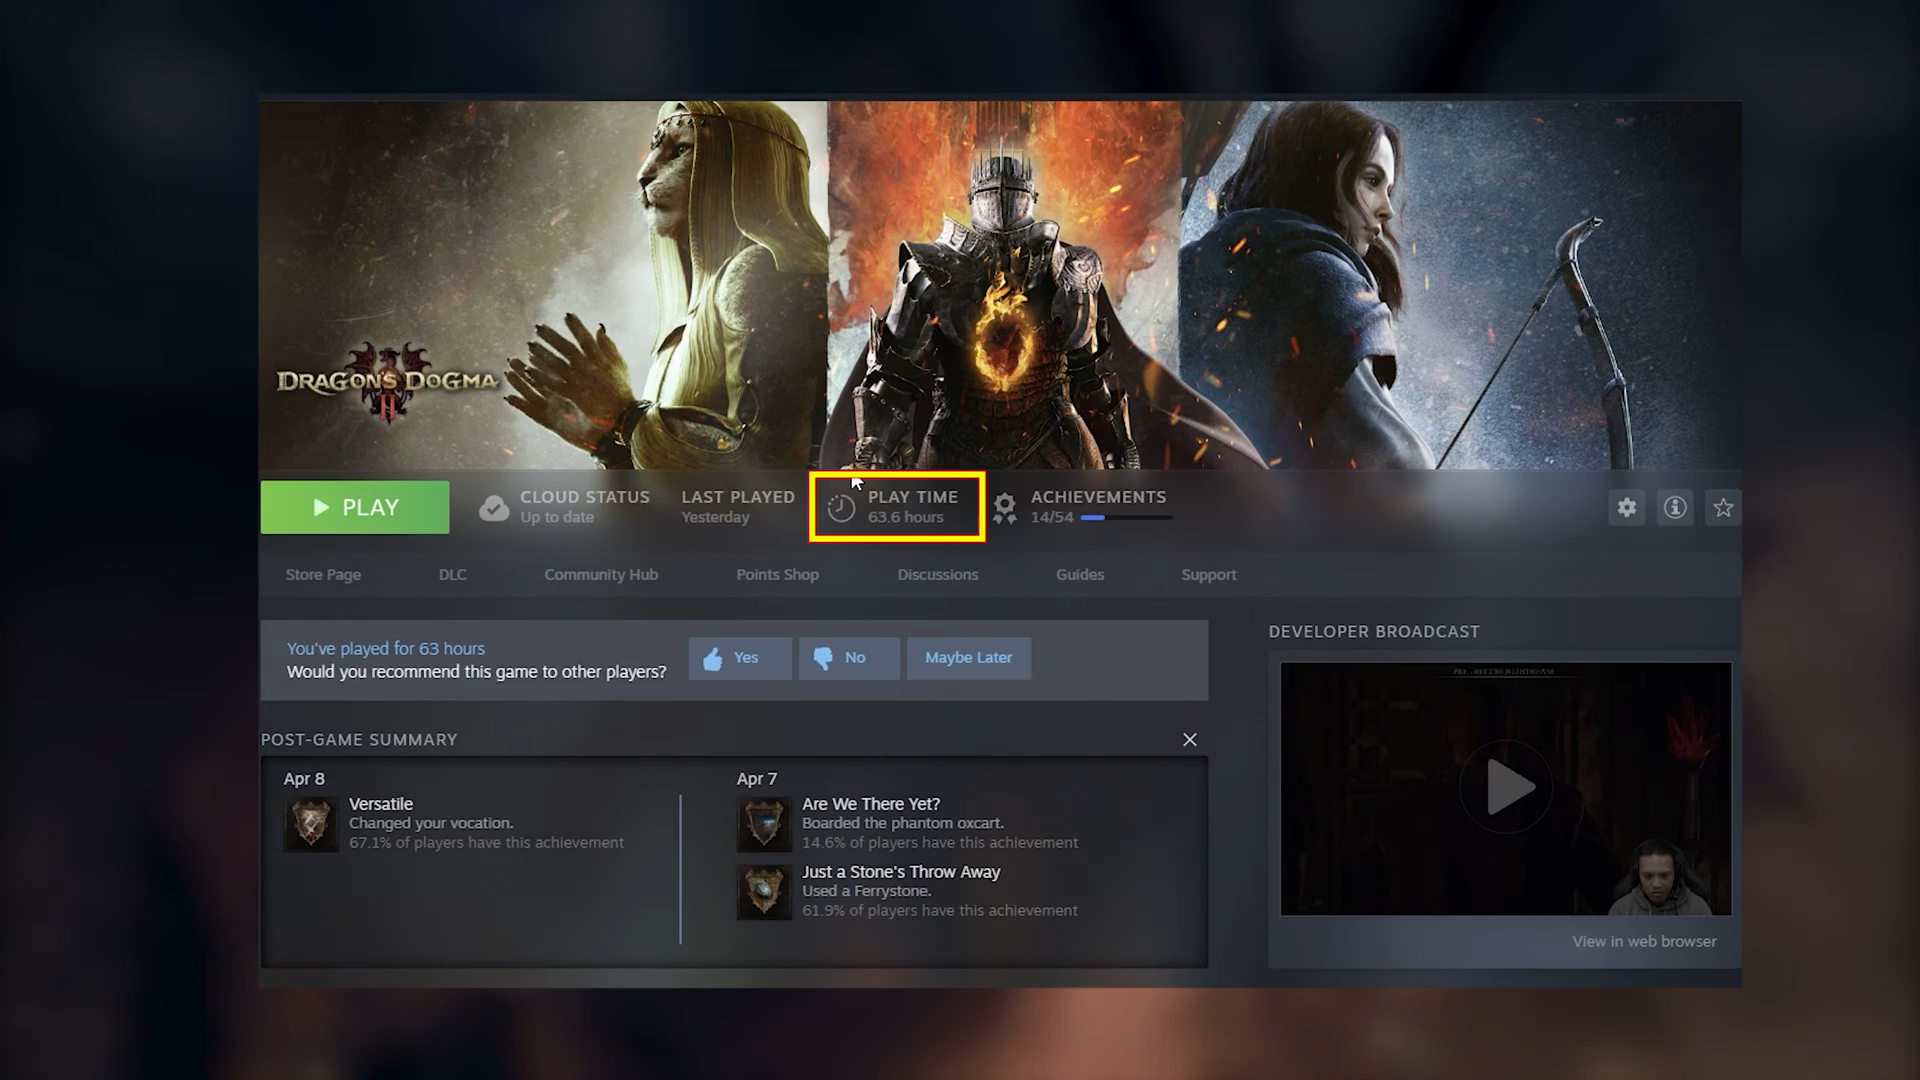 DRAGON'S DOGMA
II
PLAY
CLOUD STATUS
Up to date
LAST PLAYED
Yesterday
PLAY TIME
63.6 hours
ACHIEVEMENTS
14/54
Store Page
DLC
Community Hub
Points Shop
Discussions
Guides
Support
You've played for 63 hours
Would you recommend this game to other players?
Yes
No
Maybe Later
DEVELOPER BROADCAST
PRE-RECORDED STREAM
View in web browser
POST-GAME SUMMARY
Apr 8
Versatile
Changed your vocation.
67.1% of players have this achievement
Apr 7
Are We There Yet?
Boarded the phantom oxcart.
14.6% of players have this achievement
Just a Stone's Throw Away
Used a Ferrystone.
61.9% of players have this achievement